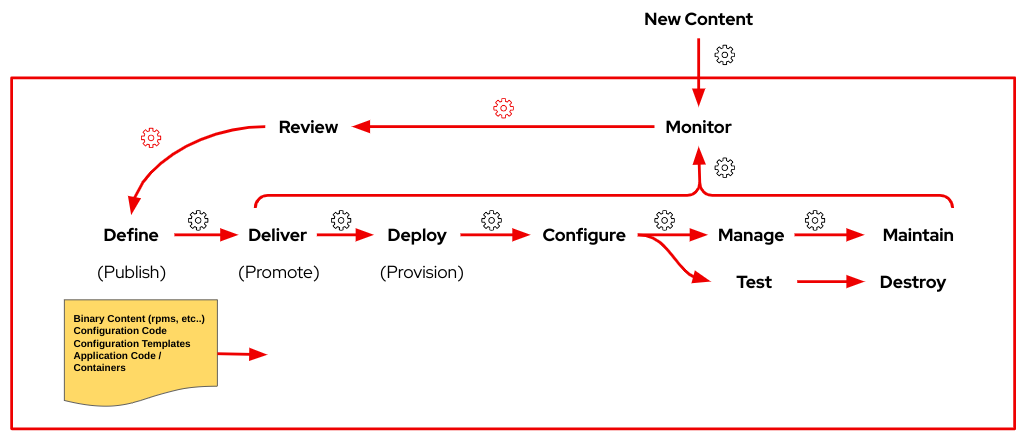 New Content
Review
Monitor
Define
Deliver
Deploy
Configure
Manage
Maintain
(Publish)
(Promote)
(Provision)
Test
Destroy
Binary Content (rpms, etc..)
Configuration Code
Configuration Templates
Application Code /
Containers